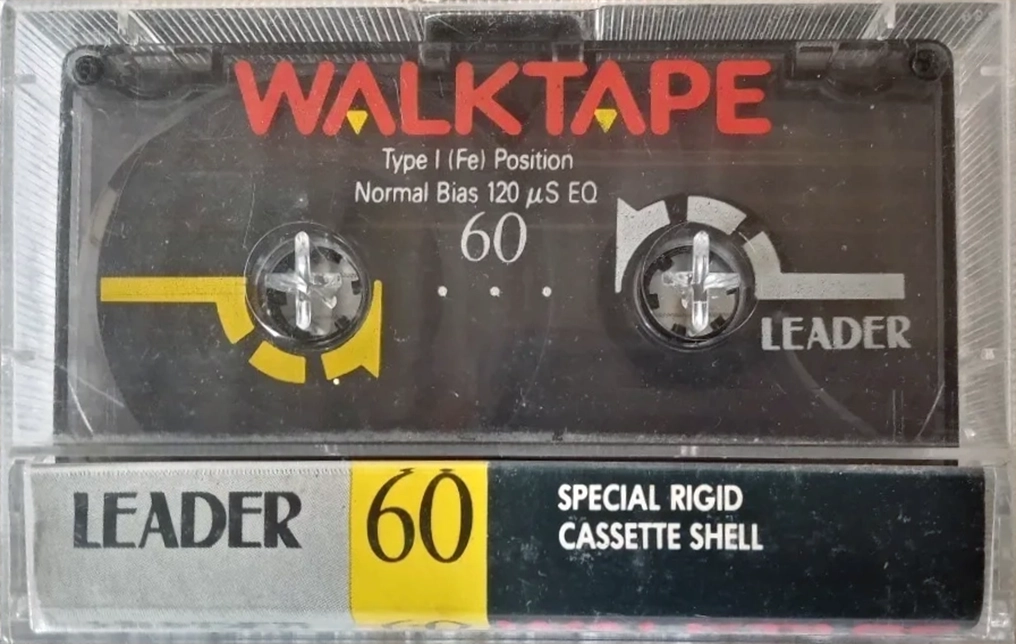 WALKTAPE
Type I (Fe) Position
Normal Bias 120 µS EQ
60
LEADER
LEADER 60 SPECIAL RIGID
CASSETTE SHELL